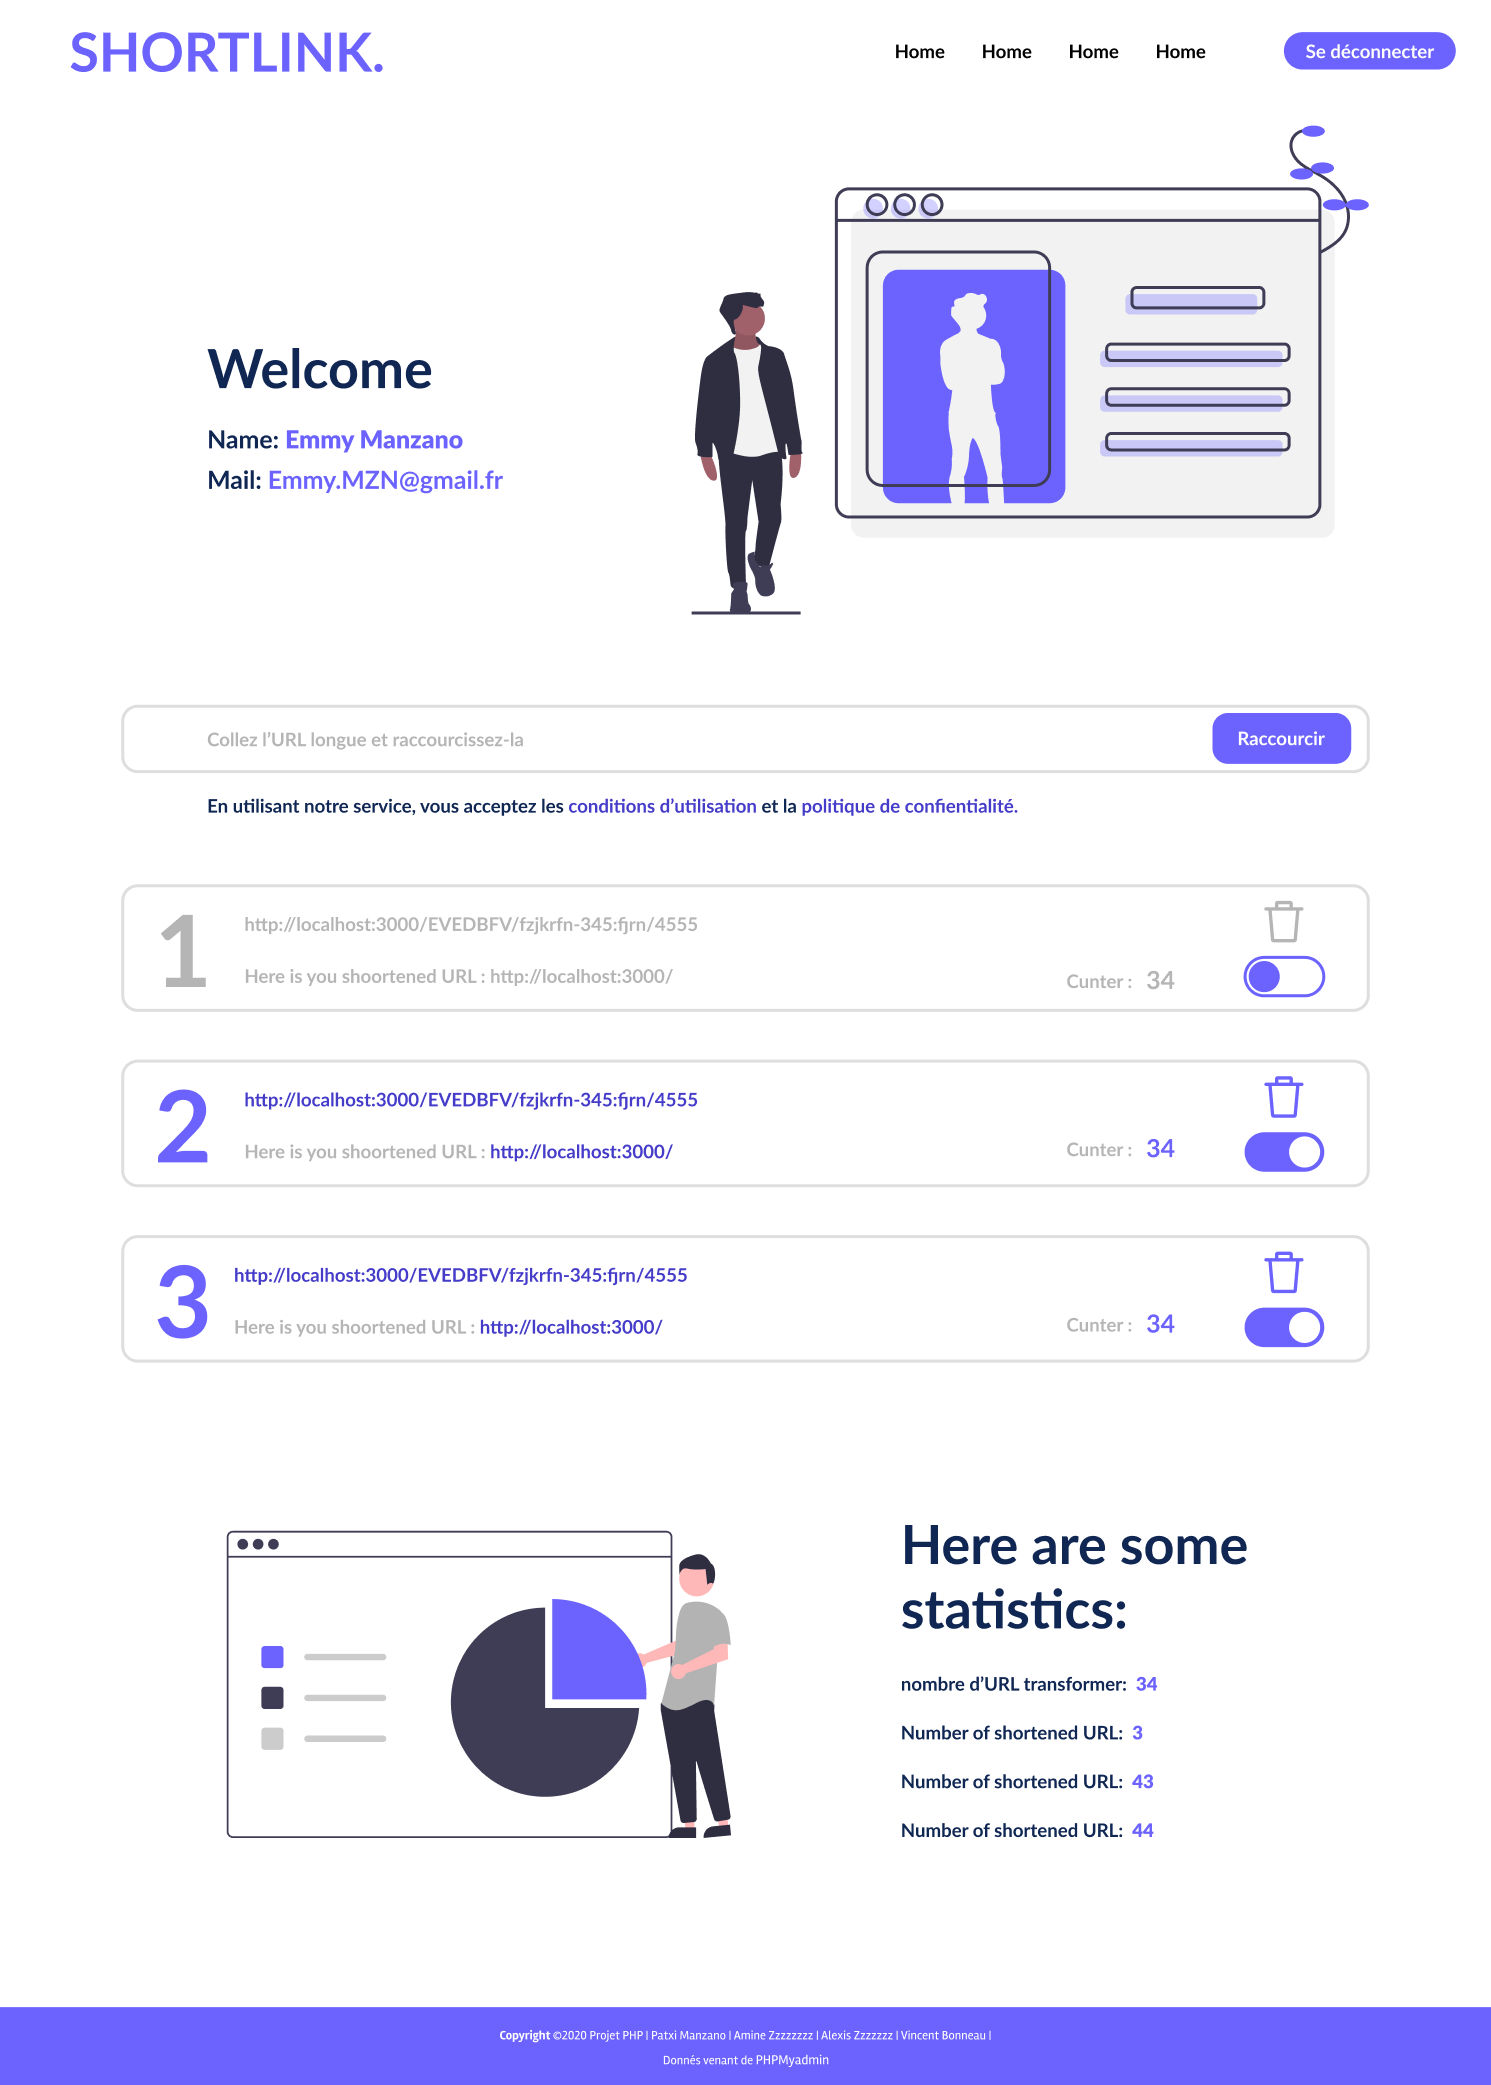 SHORTLINK.
Home Home Home Home Se déconnecter
Welcome
Name: Emmy Manzano
Mail: Emmy.MZN@gmail.fr
Collez l’URL longue et raccourcissez-la Raccourcir
En utilisant notre service, vous acceptez les conditions d’utilisation et la politique de confientialité.
1
http://localhost:3000/EVEDBFV/fzjkrfn-345:fjrn/4555
Here is you shoortened URL : http://localhost:3000/
Cunter : 34
2
http://localhost:3000/EVEDBFV/fzjkrfn-345:fjrn/4555
Here is you shoortened URL : http://localhost:3000/
Cunter : 34
3
http://localhost:3000/EVEDBFV/fzjkrfn-345:fjrn/4555
Here is you shoortened URL : http://localhost:3000/
Cunter : 34
Here are some
statistics:
nombre d’URL transformer: 34
Number of shortened URL: 3
Number of shortened URL: 43
Number of shortened URL: 44
Copyright ©2020 Projet PHP | Patxi Manzano | Amine Zzzzzzzz | Alexis Zzzzzzz | Vincent Bonneau |
Donnés venant de PHPMyadmin